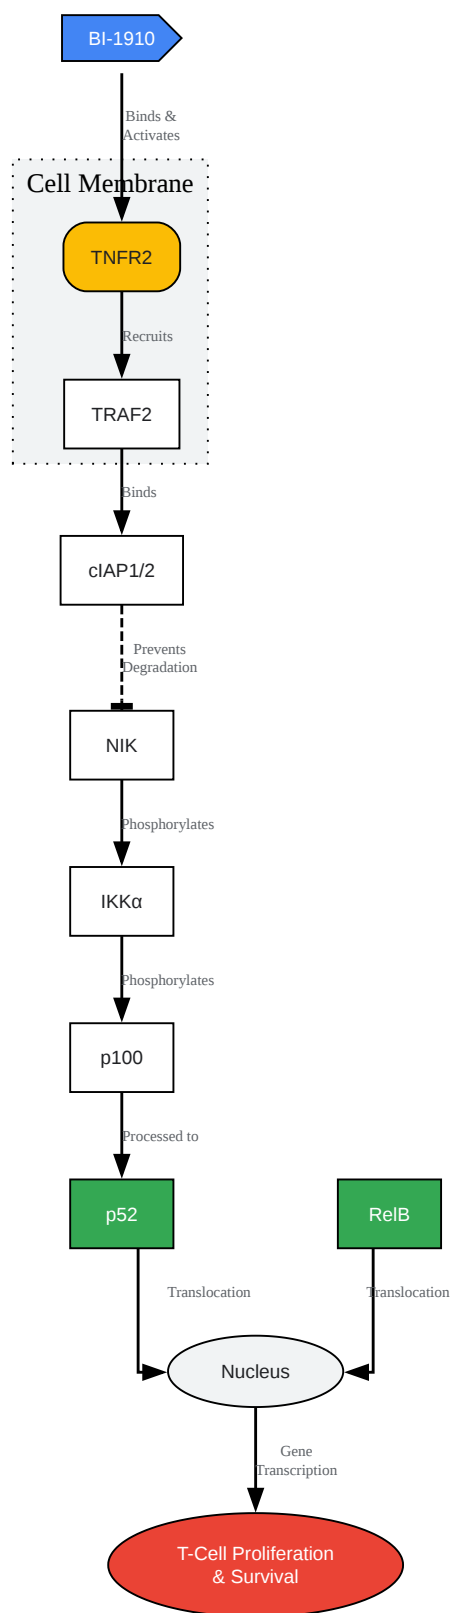 BI-1910
Binds &
Activates
Cell Membrane
TNFR2
Recruits
TRAF2
Binds
cIAP1/2
Prevents
Degradation
NIK
Phosphorylates
IKKα
Phosphorylates
p100
Processed to
p52
RelB
Translocation
Translocation
Nucleus
Gene
Transcription
T-Cell Proliferation
& Survival